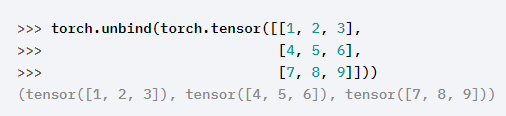 >>> torch.unbind(torch.tensor([[1, 2, 3],
>>>                            [4, 5, 6],
>>>                            [7, 8, 9]]))
(tensor([1, 2, 3]), tensor([4, 5, 6]), tensor([7, 8, 9]))